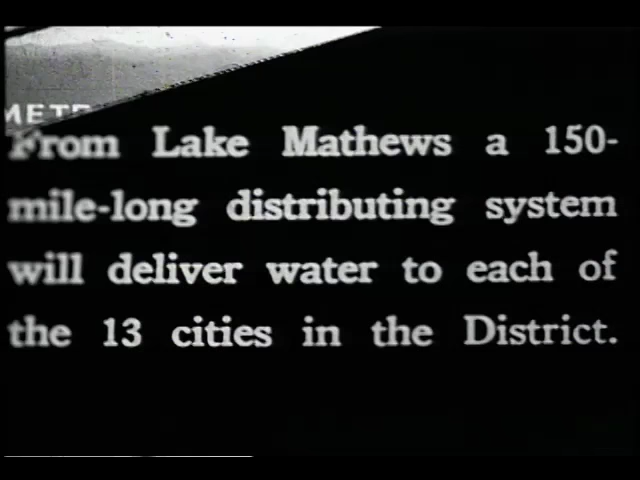 From Lake Mathews a 150-
mile-long distributing system
will deliver water to each of
the 13 cities in the District.